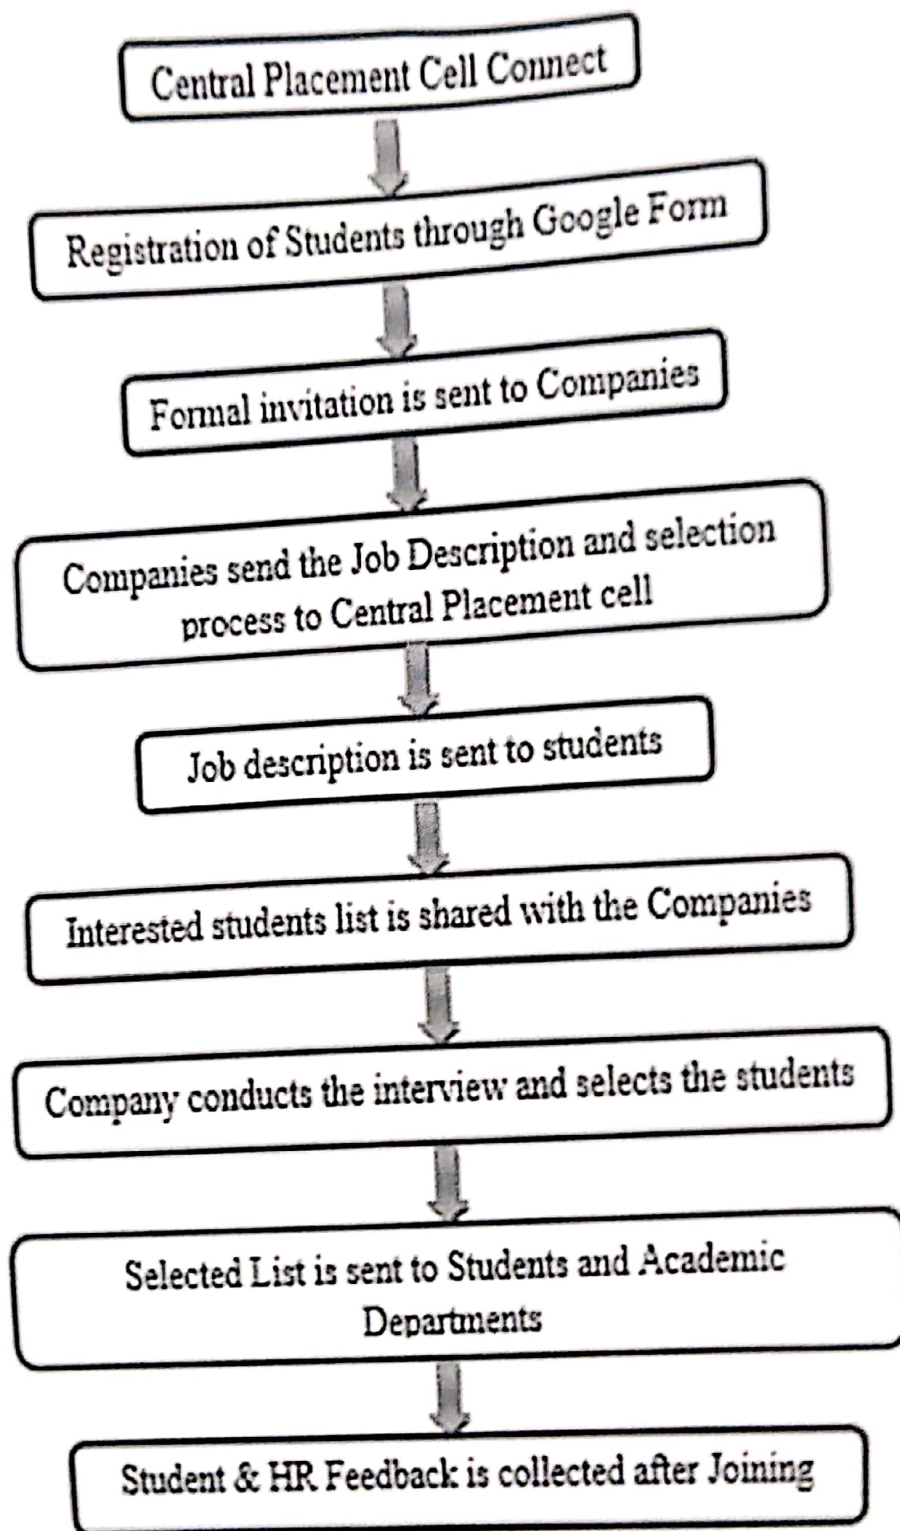 Central Placement Cell Connect
Registration of Students through Google Form
Formal invitation is sent to Companies
Companies send the Job Description and selection
process to Central Placement cell
Job description is sent to students
Interested students list is shared with the Companies
Company conducts the interview and selects the students
Selected List is sent to Students and Academic
Departments
Student & HR Feedback is collected after Joining